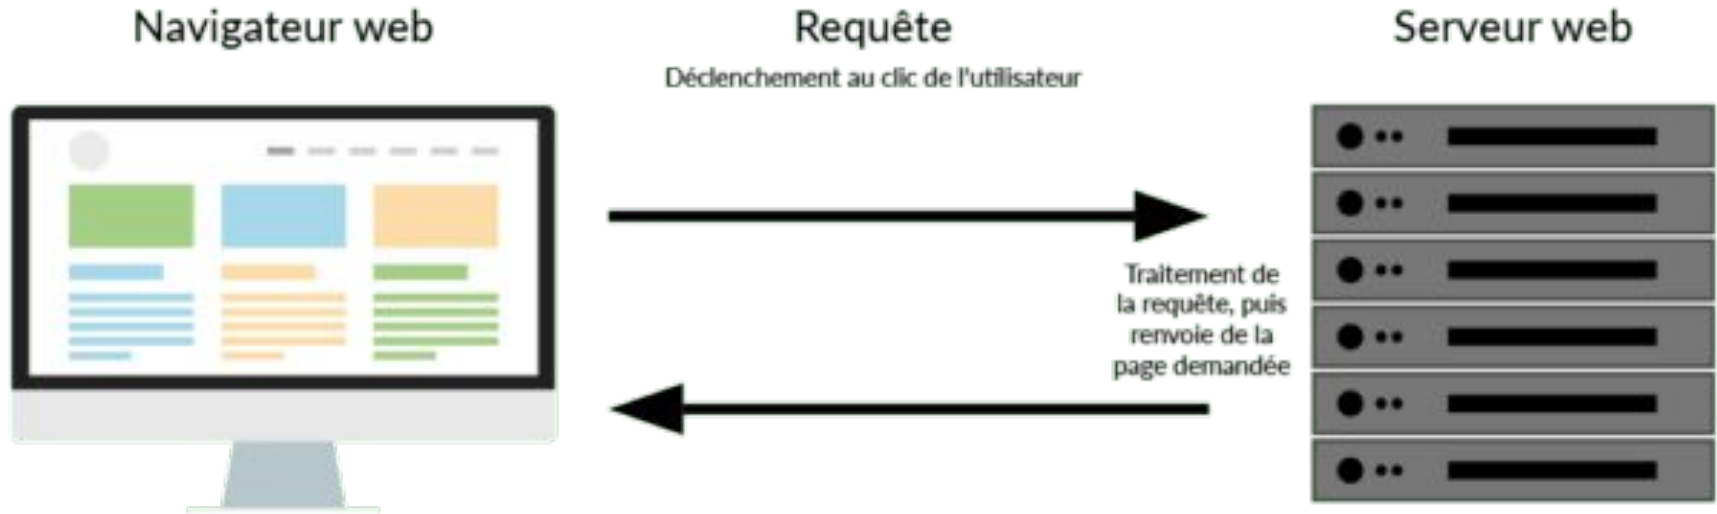 Navigateur web
Requête
Serveur web
Déclenchement au clic de l'utilisateur
Traitement de
la requête, puis
renvoie de la
page demandée